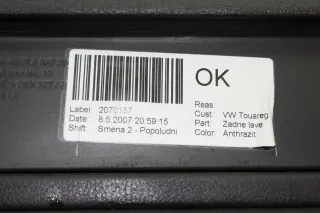 OK
Label: 2070157
Date: 8.5.2007 20:59:15
Shift: Smena 2 - Popoludni
Reas
Cust: VW Touareg
Part: Zadne lave
Color: Anthrazit